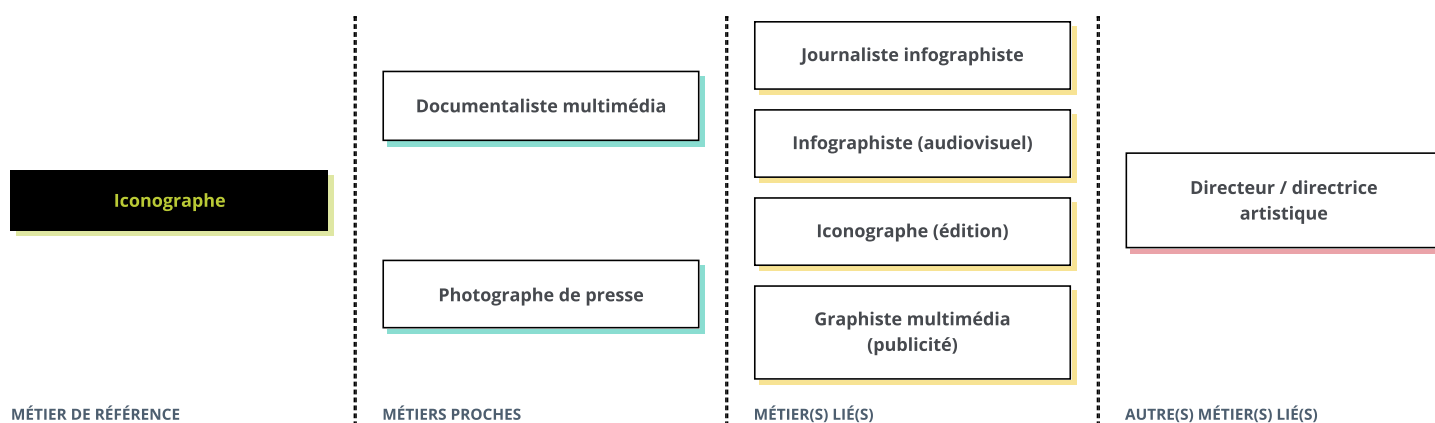 Iconographe
MÉTIER DE RÉFÉRENCE
Documentaliste multimédia
Photographe de presse
MÉTIERS PROCHES
Journaliste infographiste
Infographiste (audiovisuel)
Iconographe (édition)
Graphiste multimédia
(publicité)
MÉTIER(S) LIÉ(S)
Directeur / directrice
artistique
AUTRE(S) MÉTIER(S) LIÉ(S)